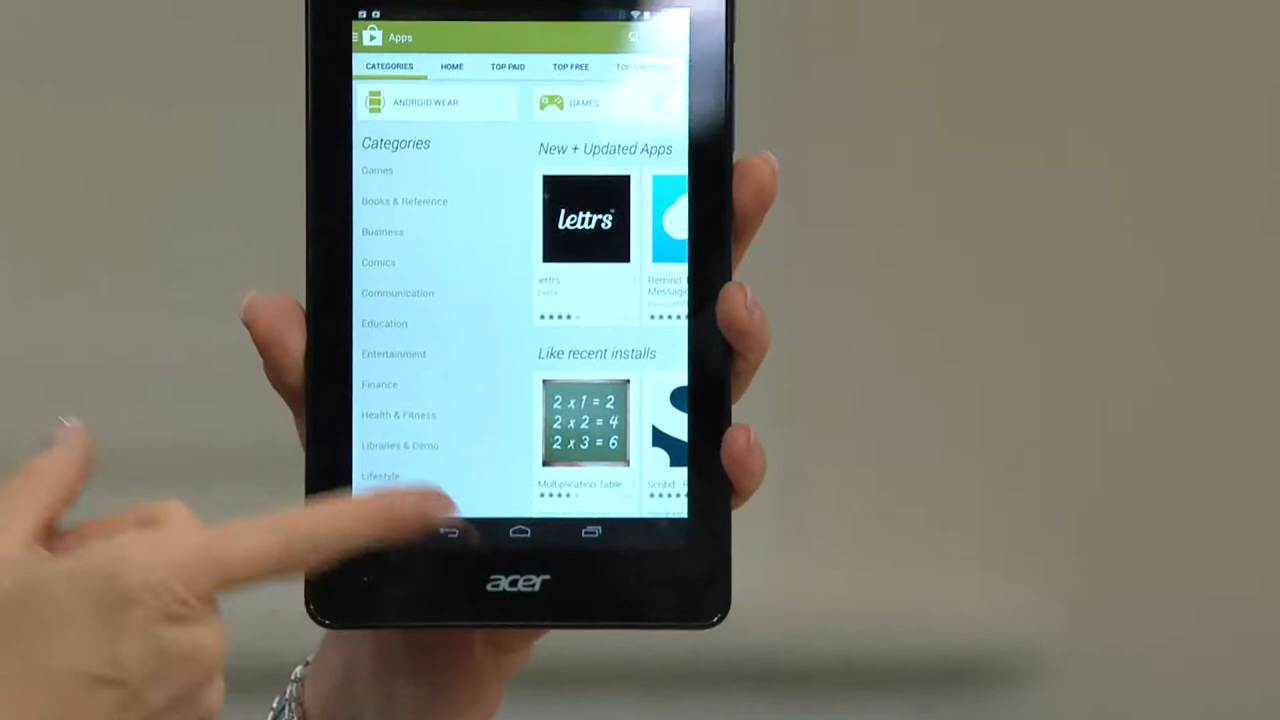 Apps
CATEGORIES
HOME
TOP PAID
TOP FREE
ANDROID WEAR
GAMES
Categories
Games
Books & Reference
Business
Comics
Communication
Education
Entertainment
Finance
Health & Fitness
Libraries & Demo
Lifestyle
New + Updated Apps
lettrs
lettrs
Remind:
Like recent installs
2 x 1 = 2
2 x 2 = 4
2 x 3 = 6
Multiplication Table
Scribd - R
acer